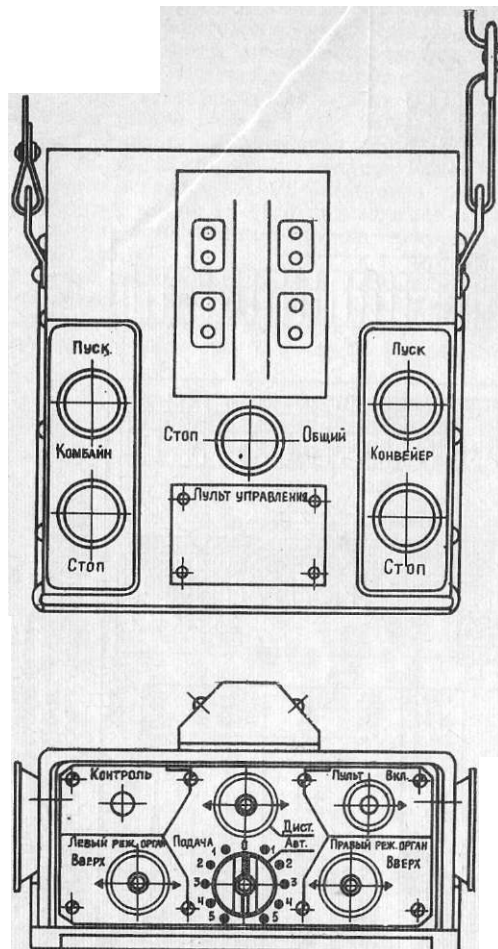 Пуск.
Пуск
Стоп Общий
Комбайн
Конвейер
Пульт управления
Стоп
Стоп
Контроль
Пульт Вкл.
Дист.
Авт.
Левый реж. орган
Вверх
Подача
Правый реж. орган
Вверх
0
1 1
2 2
3 3
4 4
5 5